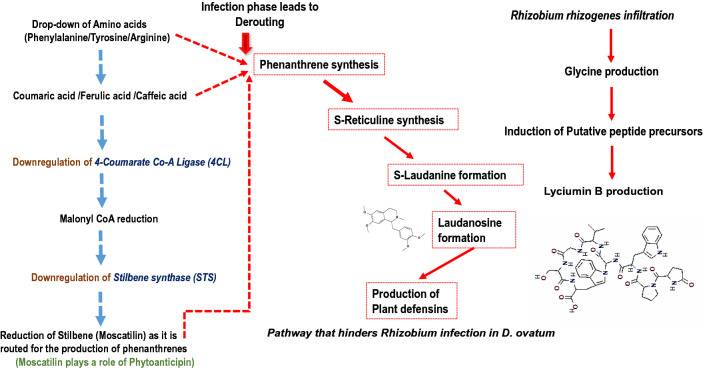 Infection phase leads to
Derouting
Drop-down of Amino acids
(Phenylalanine/Tyrosine/Arginine)
Phenanthrene synthesis
Coumaric acid /Ferulic acid /Caffeic acid
S-Reticuline synthesis
Downregulation of 4-Coumarate Co-A Ligase (4CL)
S-Laudanine formation
Malonyl CoA reduction
Laudanosine
formation
Downregulation of Stilbene synthase (STS)
Production of
Plant defensins
Reduction of Stilbene (Moscatilin) as it is
routed for the production of phenanthrenes
(Moscatilin plays a role of Phytoanticipin)
Pathway that hinders Rhizobium infection in D. ovatum
Rhizobium rhizogenes infiltration
Glycine production
Induction of Putative peptide precursors
Lyciumin B production